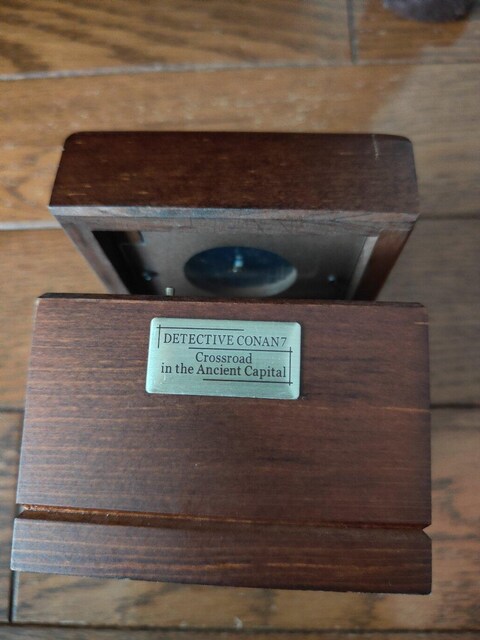 DETECTIVE CONAN7
Crossroad
in the Ancient Capital